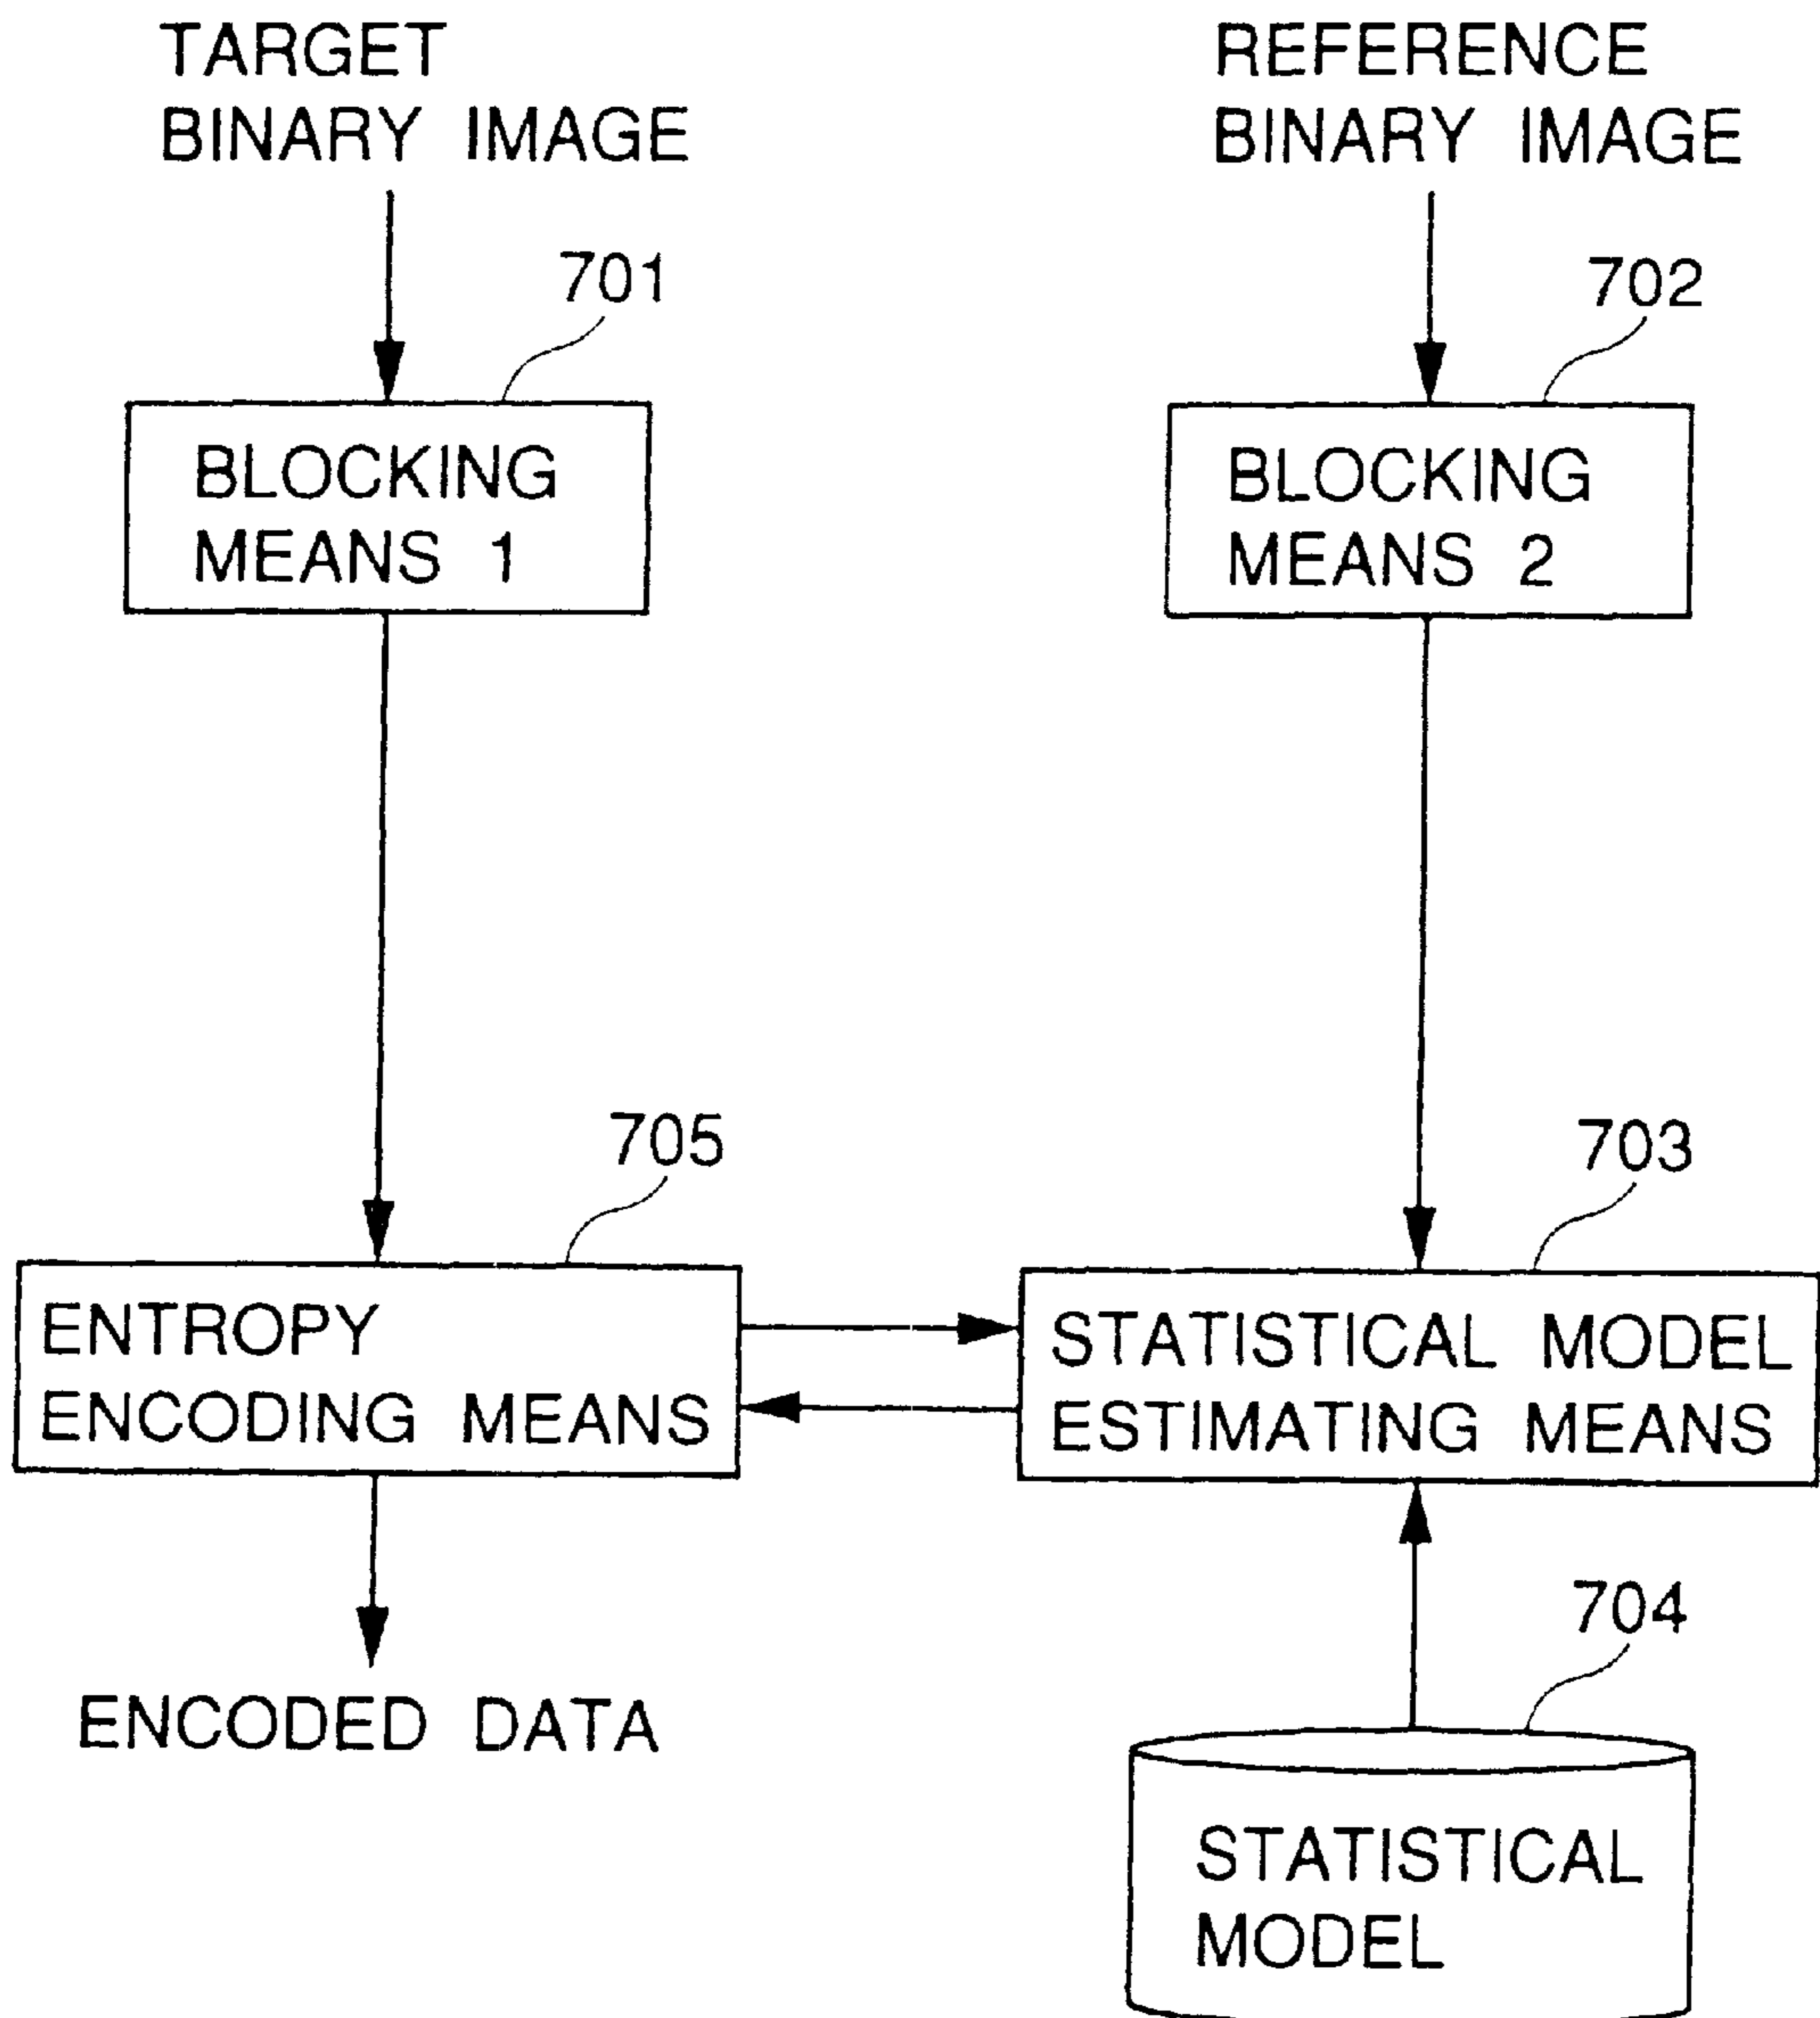 TARGET
BINARY IMAGE
REFERENCE
BINARY IMAGE
701
702
BLOCKING
MEANS 1
BLOCKING
MEANS 2
705
703
ENTROPY
ENCODING MEANS
STATISTICAL MODEL
ESTIMATING MEANS
704
ENCODED DATA
STATISTICAL
MODEL